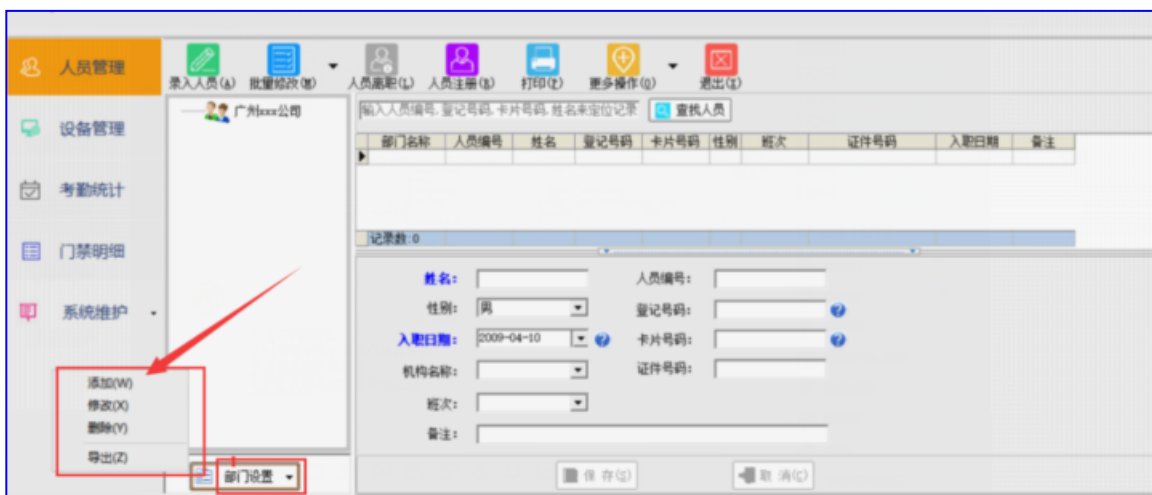 人员管理
设备管理
考勤统计
门禁明细
系统维护
录入人员(A) 批量修改(M) 人员离职(L) 人员注册(B) 打印(P) 更多操作(O) 退出(X)
广州xxx公司
输入人员编号,登记号码,卡片号码,姓名来定位记录 查找人员
部门名称 人员编号 姓名 登记号码 卡片号码 性别 班次 证件号码 入职日期 备注
记录数:0
姓名: 人员编号:
性别: 男 登记号码:
入职日期: 2009-04-10 卡片号码:
机构名称: 证件号码:
班次:
备注:
添加(W)
修改(X)
删除(Y)
导出(Z)
部门设置 保存(S) 取消(C)